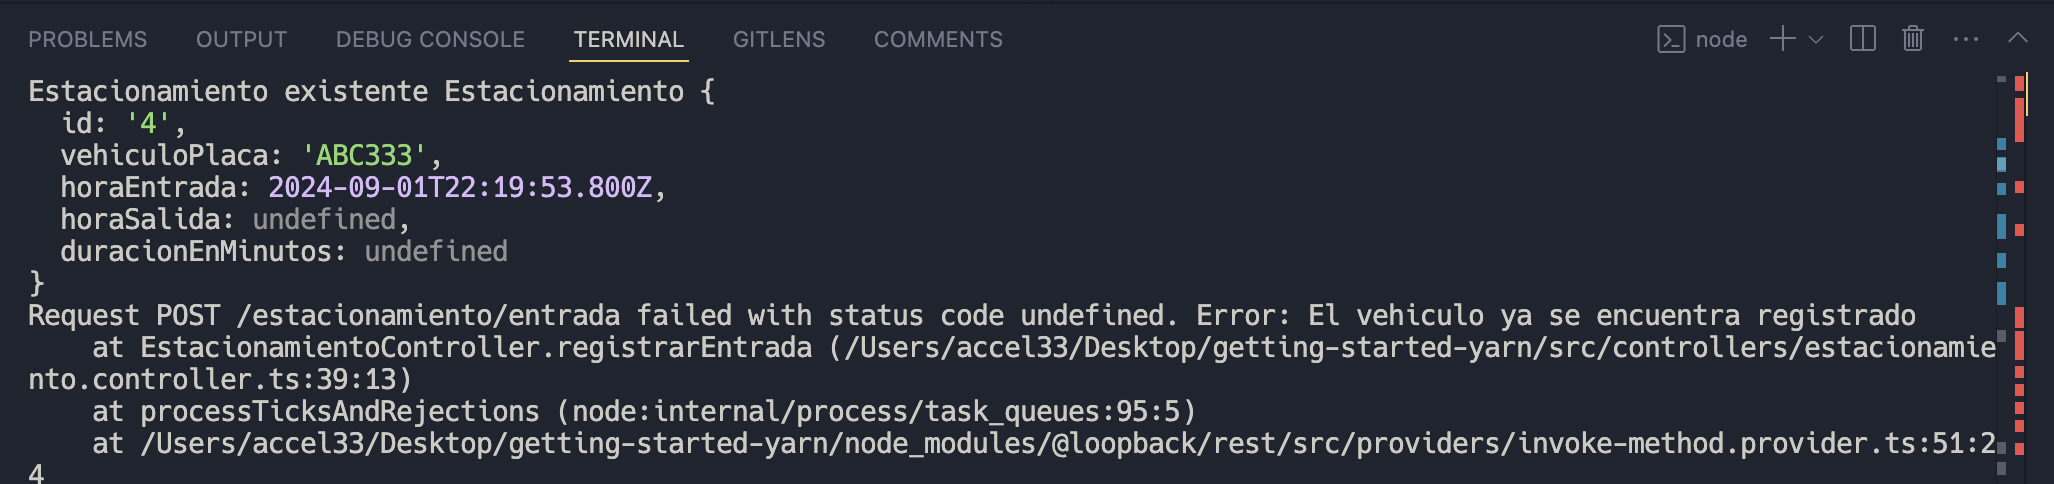 PROBLEMS OUTPUT DEBUG CONSOLE TERMINAL GITLENS COMMENTS node
Estacionamiento existente Estacionamiento {
  id: '4',
  vehiculoPlaca: 'ABC333',
  horaEntrada: 2024-09-01T22:19:53.800Z,
  horaSalida: undefined,
  duracionEnMinutos: undefined
}
Request POST /estacionamiento/entrada failed with status code undefined. Error: El vehiculo ya se encuentra registrado
    at EstacionamientoController.registrarEntrada (/Users/accel33/Desktop/getting-started-yarn/src/controllers/estacionamie
nto.controller.ts:39:13)
    at processTicksAndRejections (node:internal/process/task_queues:95:5)
    at /Users/accel33/Desktop/getting-started-yarn/node_modules/@loopback/rest/src/providers/invoke-method.provider.ts:51:2
4